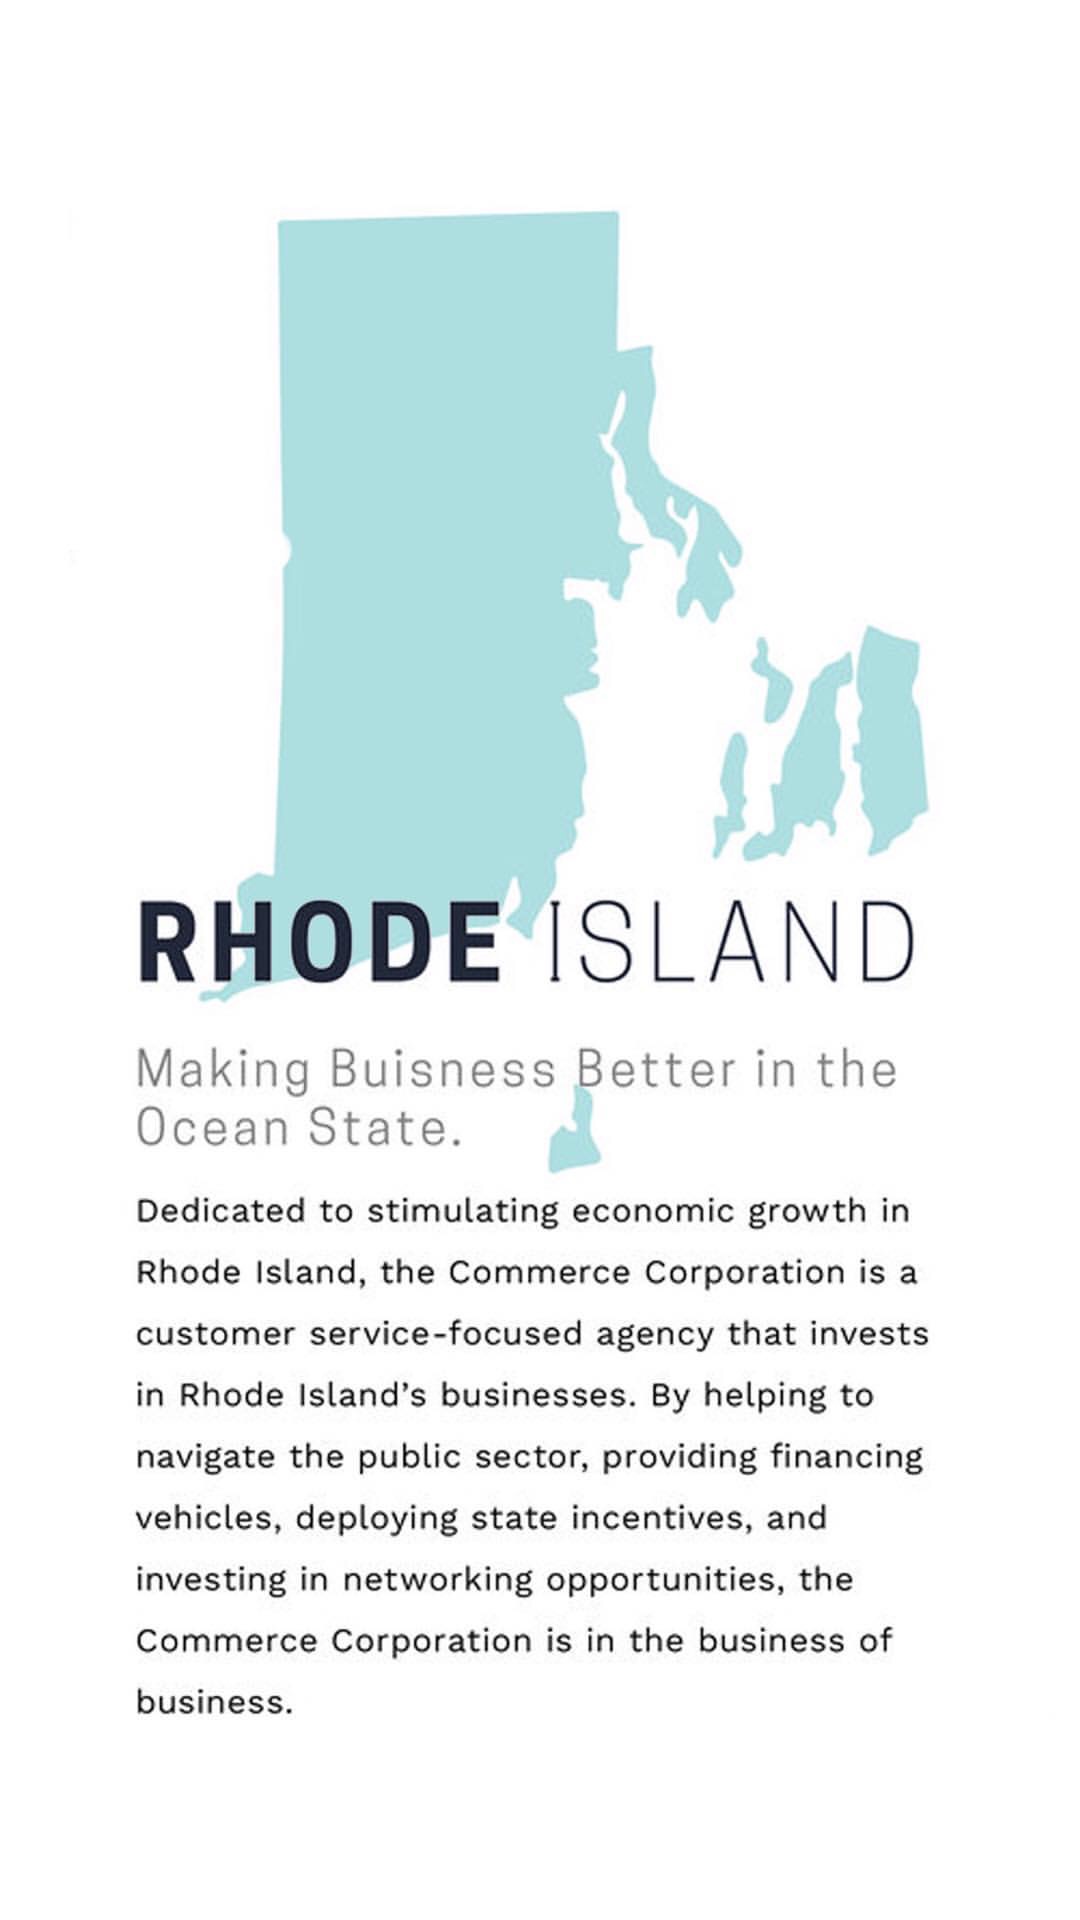 RHODE ISLAND
Making Buisness Better in the
Ocean State.
Dedicated to stimulating economic growth in
Rhode Island, the Commerce Corporation is a
customer service-focused agency that invests
in Rhode Island’s businesses. By helping to
navigate the public sector, providing financing
vehicles, deploying state incentives, and
investing in networking opportunities, the
Commerce Corporation is in the business of
business.